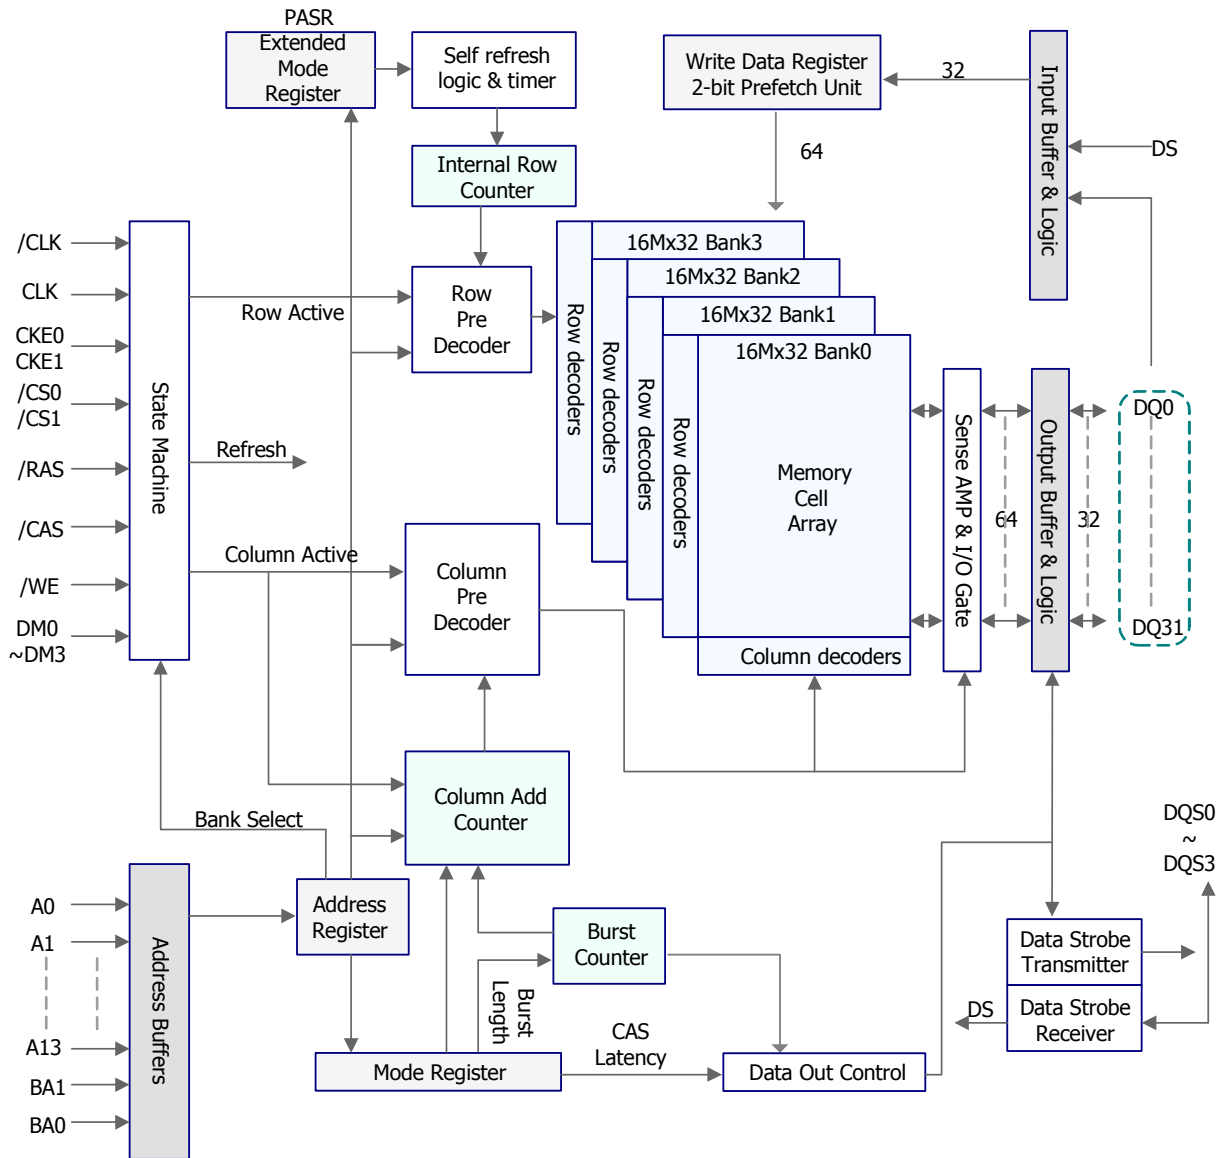 PASR
Extended
Mode
Register
Self refresh
logic & timer
Write Data Register
2-bit Prefetch Unit
32
Input Buffer & Logic
DS
64
Internal Row
Counter
/CLK
CLK
CKE0
CKE1
/CS0
/CS1
/RAS
/CAS
/WE
DM0
~DM3
State Machine
Row Active
Refresh
Column Active
Bank Select
Row
Pre
Decoder
Row decoders
Row decoders
Row decoders
Row decoders
16Mx32 Bank3
16Mx32 Bank2
16Mx32 Bank1
16Mx32 Bank0
Memory
Cell
Array
Column decoders
Sense AMP & I/O Gate
64
Output Buffer & Logic
32
DQ0
DQ31
Column
Pre
Decoder
Column Add
Counter
A0
A1
A13
BA1
BA0
Address Buffers
Address
Register
Burst
Length
Burst
Counter
Mode Register
CAS
Latency
Data Out Control
DQS0
~
DQS3
Data Strobe
Transmitter
DS
Data Strobe
Receiver